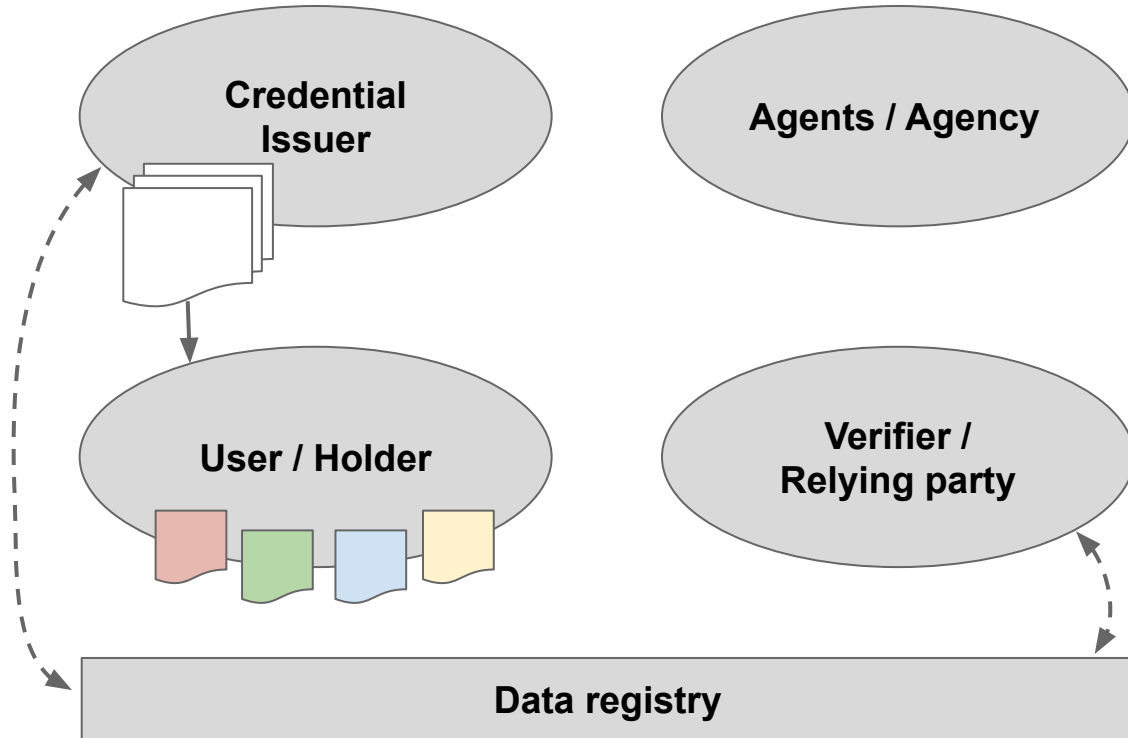 Credential
Issuer
Agents / Agency
User / Holder
Verifier /
Relying party
Data registry